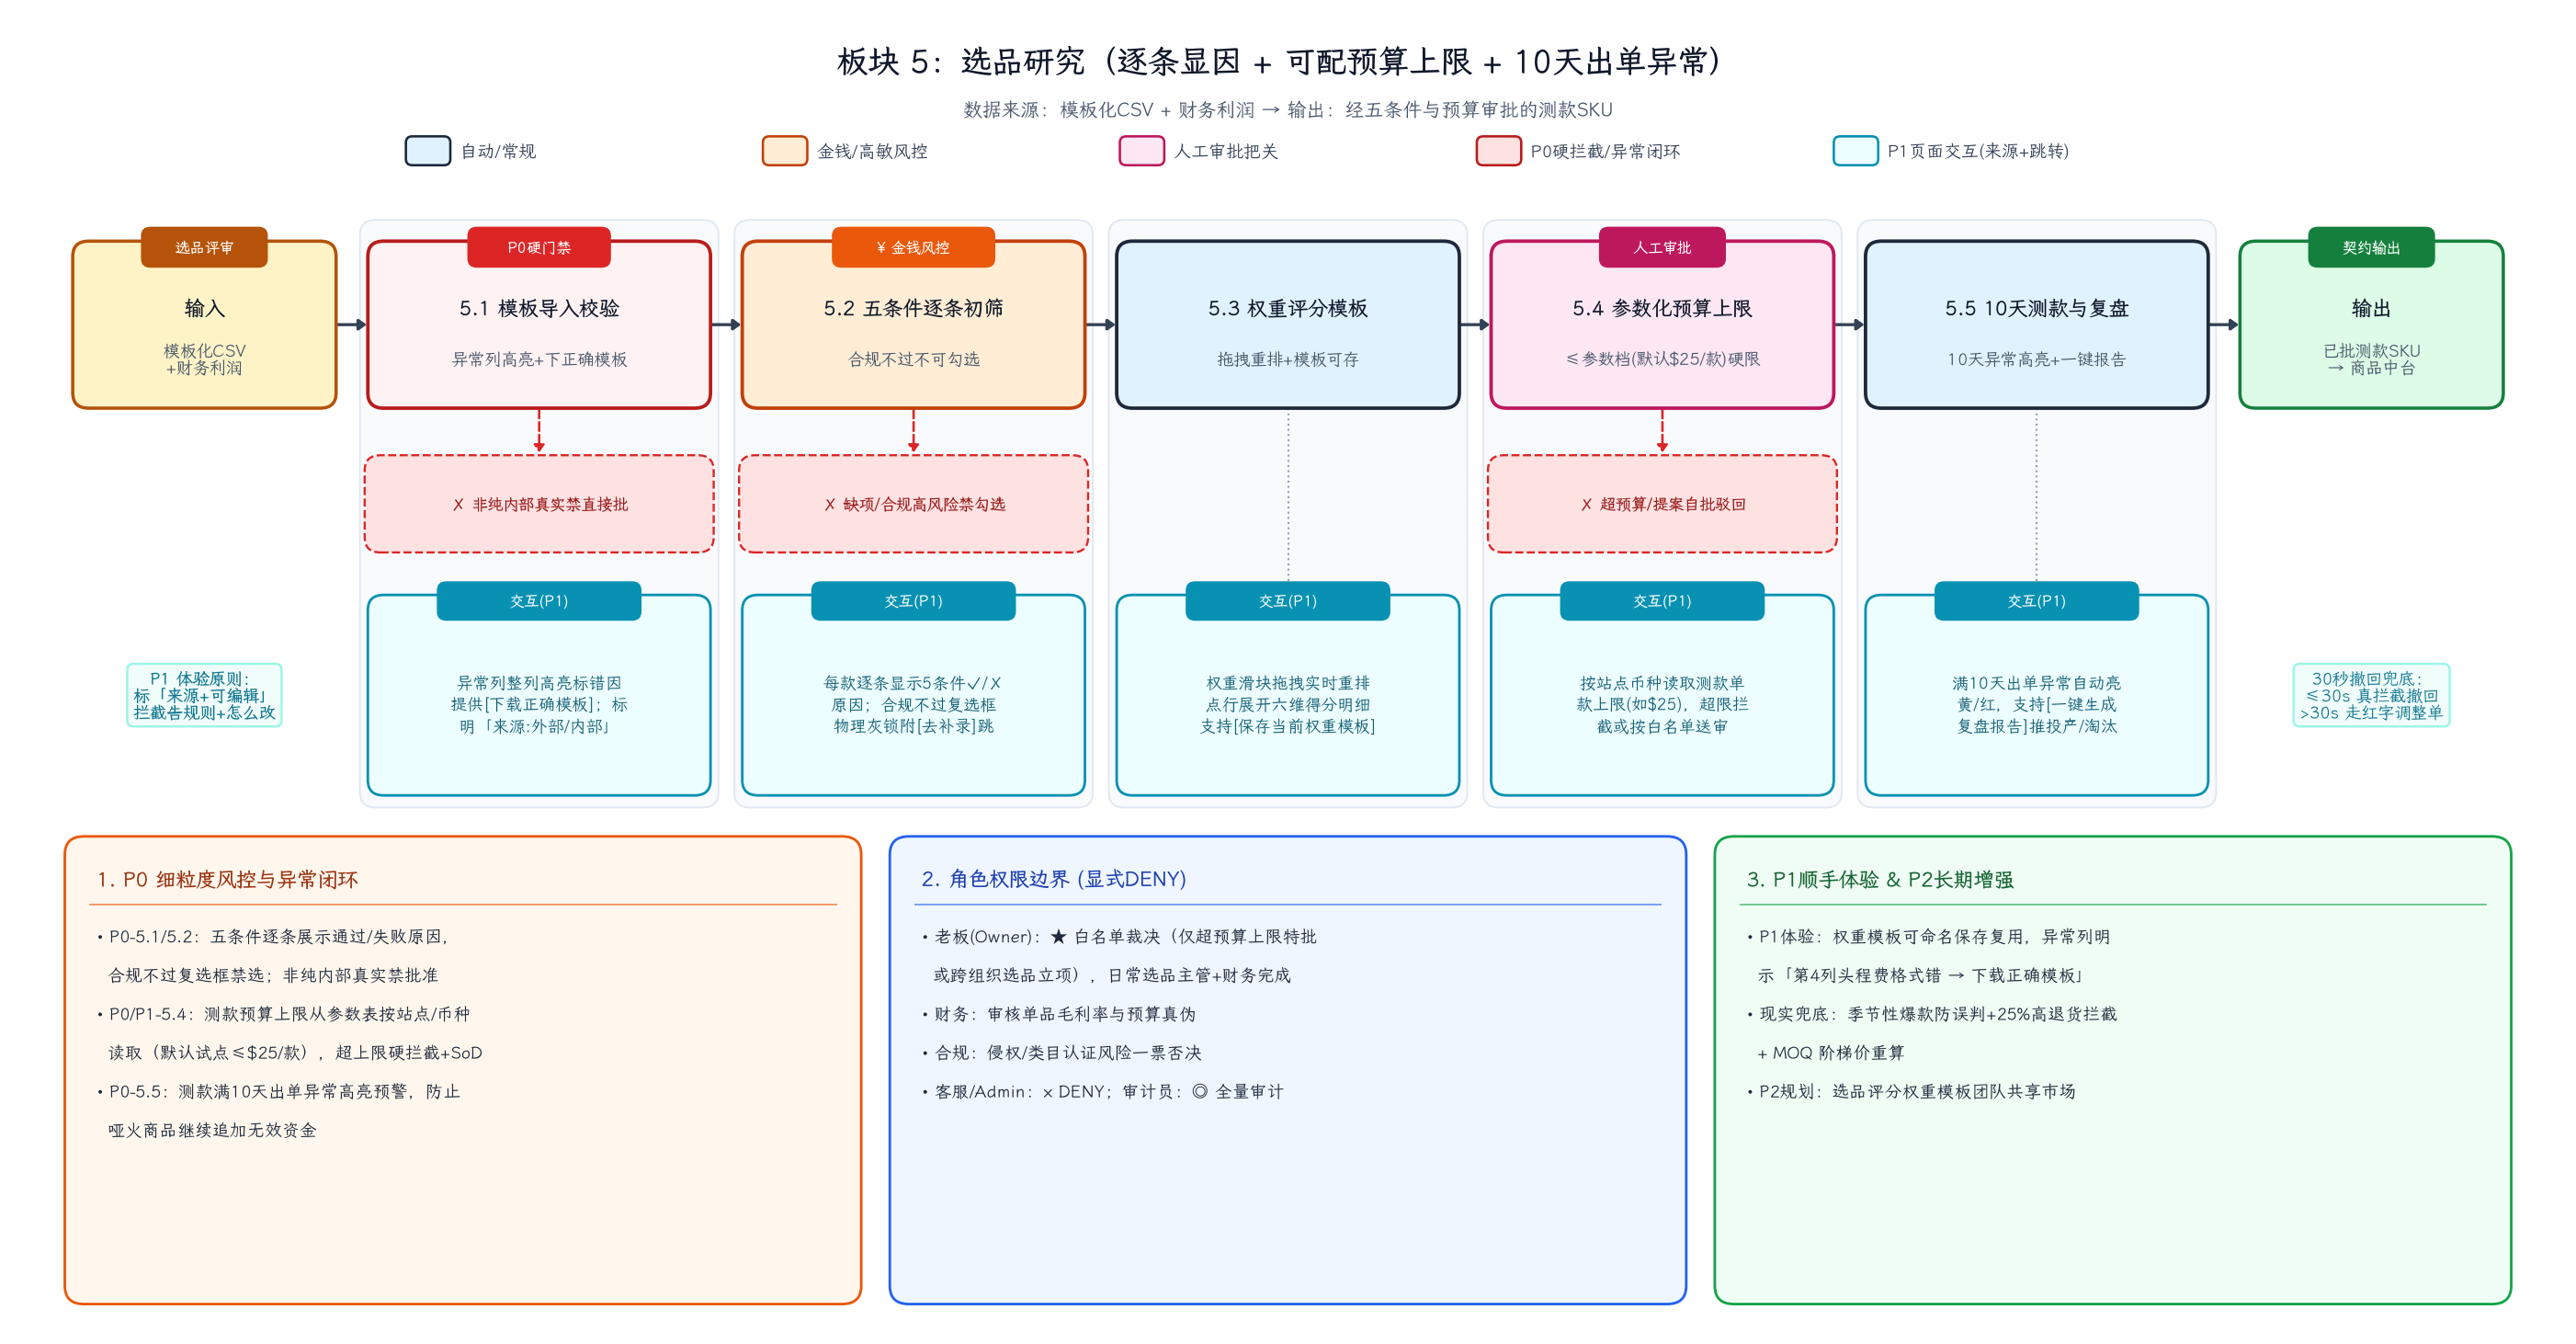 板块 5：选品研究（逐条显因 + 可配预算上限 + 10天出单异常）
数据来源：模板化CSV + 财务利润 → 输出：经五条件与预算审批的测款SKU
自动/常规
金钱/高敏风控
人工审批把关
P0硬拦截/异常闭环
P1页面交互(来源+跳转)
选品评审
输入
模板化CSV
+财务利润
P0硬门禁
5.1 模板导入校验
异常列高亮+下正确模板
¥ 金钱风控
5.2 五条件逐条初筛
合规不过不可勾选
5.3 权重评分模板
拖拽重排+模板可存
人工审批
5.4 参数化预算上限
≤参数档(默认$25/款)硬限
5.5 10天测款与复盘
10天异常高亮+一键报告
契约输出
输出
已批测款SKU
→ 商品中台
X 非纯内部真实禁直接批
X 缺项/合规高风险禁勾选
X 超预算/提案自批驳回
P1 体验原则：
标「来源+可编辑」
拦截告规则+怎么改
交互(P1)
异常列整列高亮标错因
提供[下载正确模板]；标
明「来源:外部/内部」
交互(P1)
每款逐条显示5条件✓/X
原因；合规不过复选框
物理灰锁附[去补录]跳
交互(P1)
权重滑块拖拽实时重排
点行展开六维得分明细
支持[保存当前权重模板]
交互(P1)
按站点币种读取测款单
款上限(如$25)，超限拦
截或按白名单送审
交互(P1)
满10天出单异常自动亮
黄/红，支持[一键生成
复盘报告]推投产/淘汰
30秒撤回兜底：
≤30s 真拦截撤回
>30s 走红字调整单
1. P0 细粒度风控与异常闭环
• P0-5.1/5.2：五条件逐条展示通过/失败原因，
合规不过复选框禁选；非纯内部真实禁批准
• P0/P1-5.4：测款预算上限从参数表按站点/币种
读取（默认试点≤$25/款），超上限硬拦截+SoD
• P0-5.5：测款满10天出单异常高亮预警，防止
哑火商品继续追加无效资金
2. 角色权限边界 (显式DENY)
• 老板(Owner)：★ 白名单裁决（仅超预算上限特批
或跨组织选品立项），日常选品主管+财务完成
• 财务：审核单品毛利率与预算真伪
• 合规：侵权/类目认证风险一票否决
• 客服/Admin：× DENY；审计员：◎ 全量审计
3. P1顺手体验 & P2长期增强
• P1体验：权重模板可命名保存复用，异常列明
示「第4列头程费格式错 → 下载正确模板」
• 现实兜底：季节性爆款防误判+25%高退货拦截
+ MOQ 阶梯价重算
• P2规划：选品评分权重模板团队共享市场